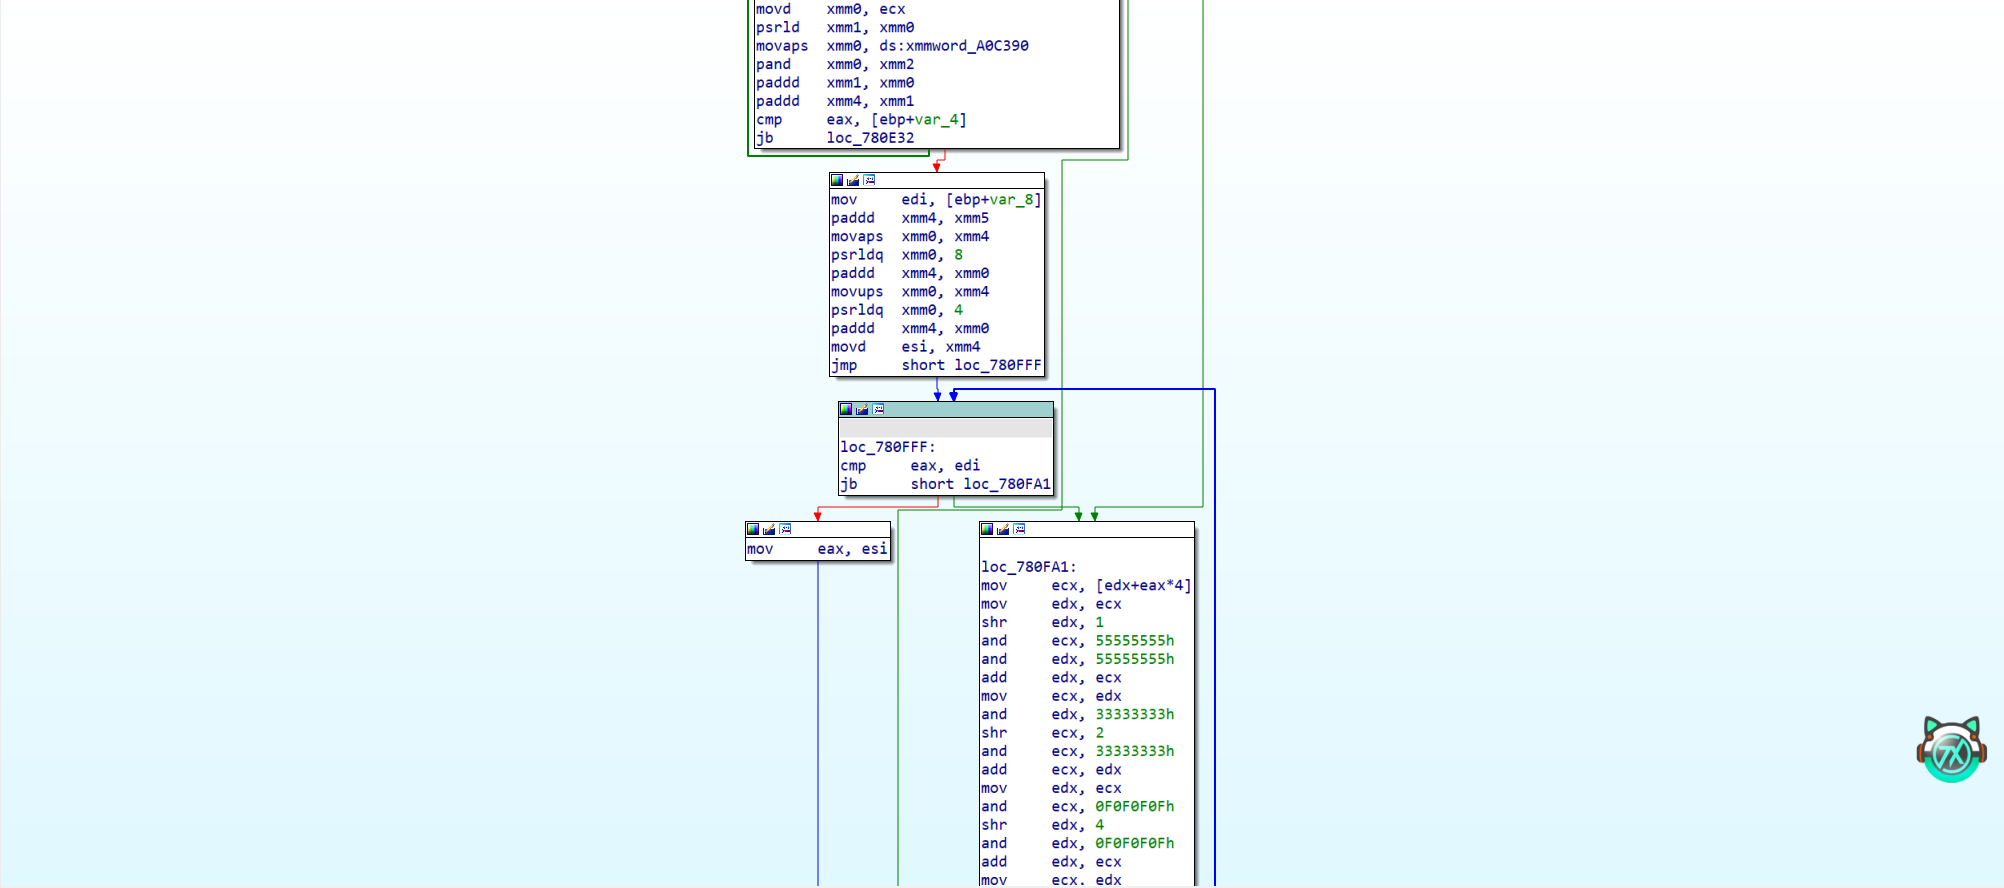 movd xmm0, ecx
psrld xmm1, xmm0
movaps xmm0, ds:xmmword_A0C390
pand xmm0, xmm2
paddd xmm1, xmm0
paddd xmm4, xmm1
cmp eax, [ebp+var_4]
jb loc_780E32
mov edi, [ebp+var_8]
paddd xmm4, xmm5
movaps xmm0, xmm4
psrldq xmm0, 8
paddd xmm4, xmm0
movups xmm0, xmm4
psrldq xmm0, 4
paddd xmm4, xmm0
movd esi, xmm4
jmp short loc_780FFF
loc_780FFF:
cmp eax, edi
jb short loc_780FA1
mov eax, esi
loc_780FA1:
mov ecx, [edx+eax*4]
mov edx, ecx
shr edx, 1
and ecx, 55555555h
and edx, 55555555h
add edx, ecx
mov ecx, edx
and edx, 33333333h
shr ecx, 2
and ecx, 33333333h
add ecx, edx
mov edx, ecx
and ecx, 0F0F0F0Fh
shr edx, 4
and edx, 0F0F0F0Fh
add edx, ecx
mov ecx, edx
7X